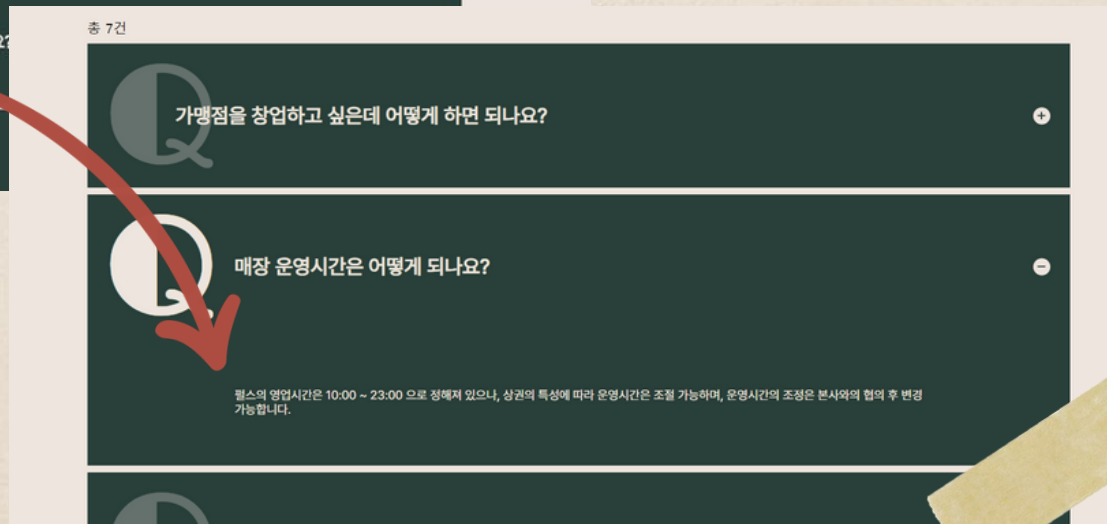 총 7건
Q
가맹점을 창업하고 싶은데 어떻게 하면 되나요?
Q
매장 운영시간은 어떻게 되나요?
펄스의 영업시간은 10:00 ~ 23:00 으로 정해져 있으나, 상권의 특성에 따라 운영시간은 조절 가능하며, 운영시간의 조정은 본사와의 협의 후 변경
가능합니다.